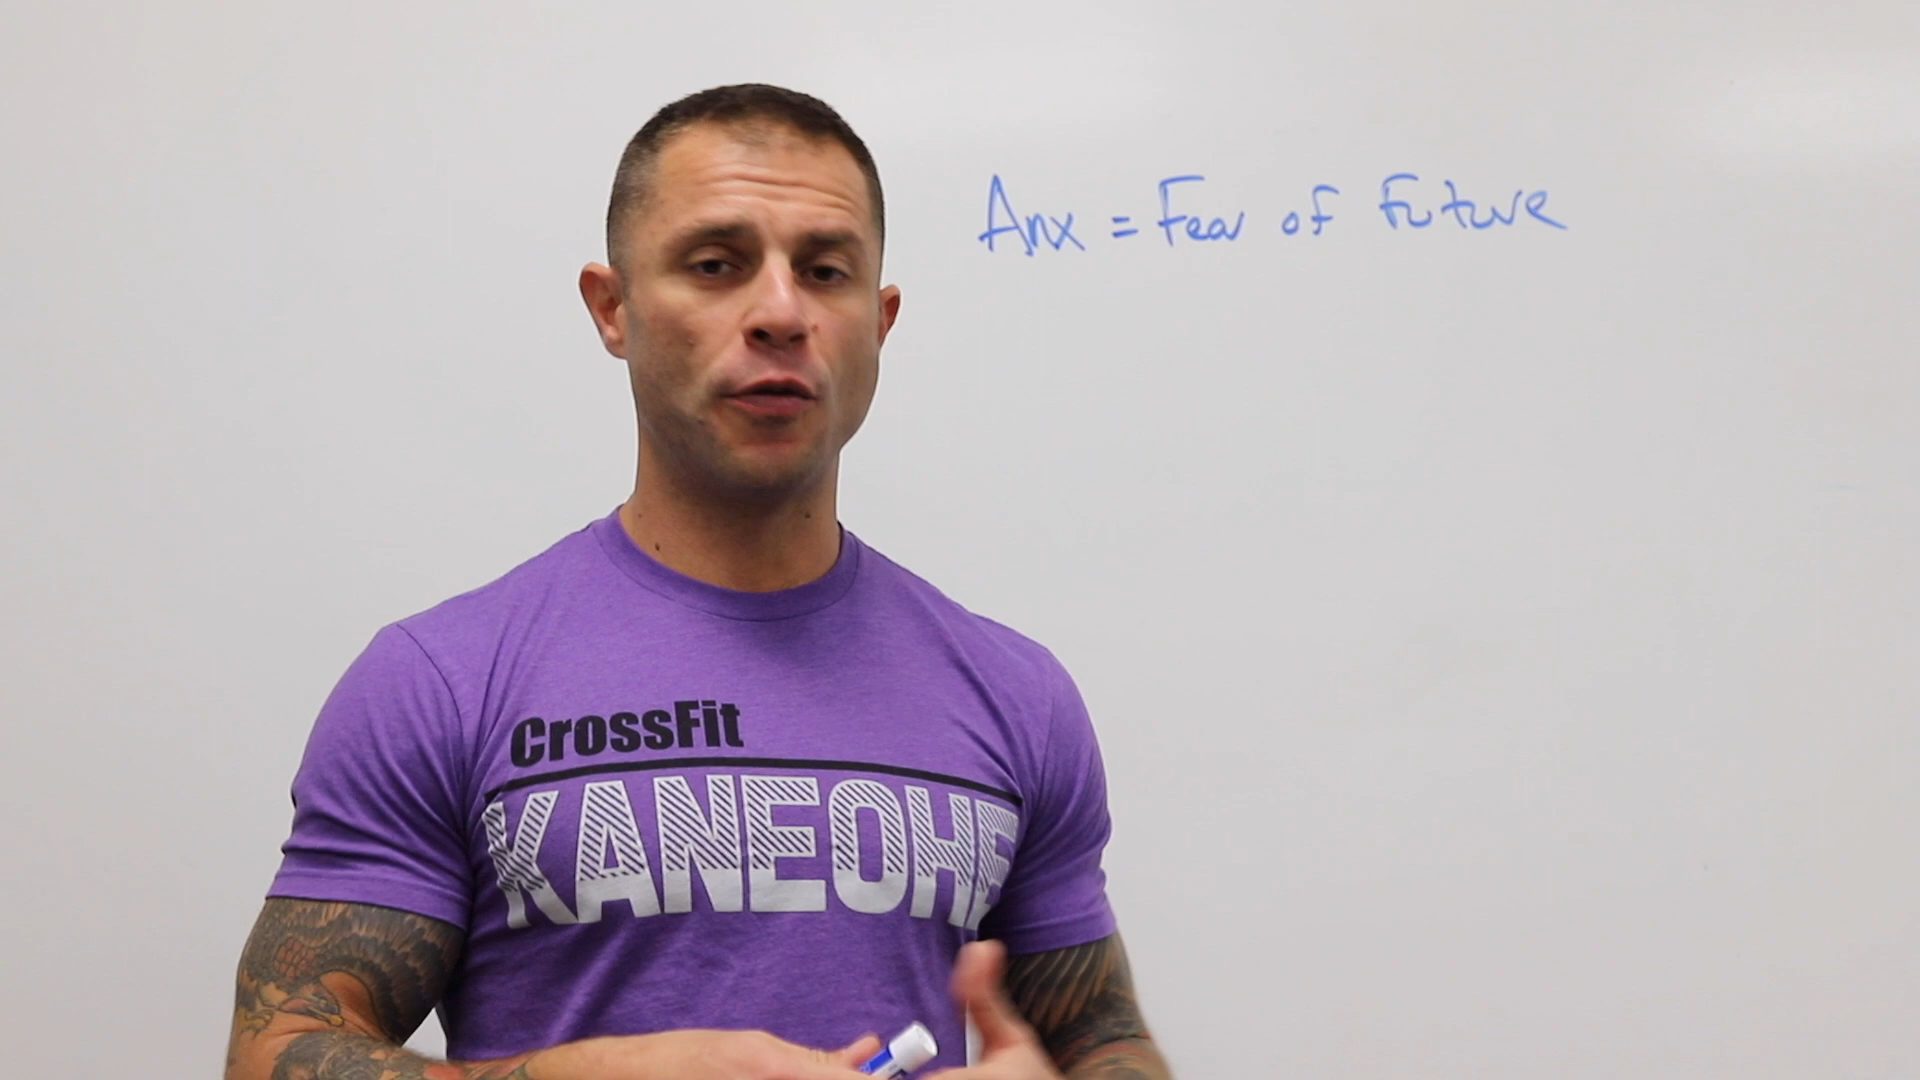 Anx = Fear of Future
CrossFit
KANEOHE